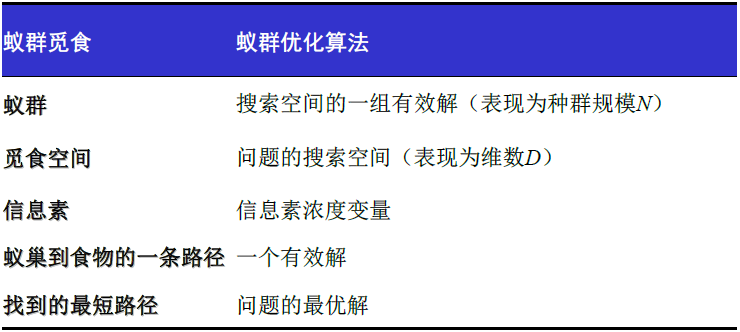 蚁群觅食 蚁群优化算法
蚁群 搜索空间的一组有效解（表现为种群规模N）
觅食空间 问题的搜索空间（表现为维数D）
信息素 信息素浓度变量
蚁巢到食物的一条路径 一个有效解
找到的最短路径 问题的最优解